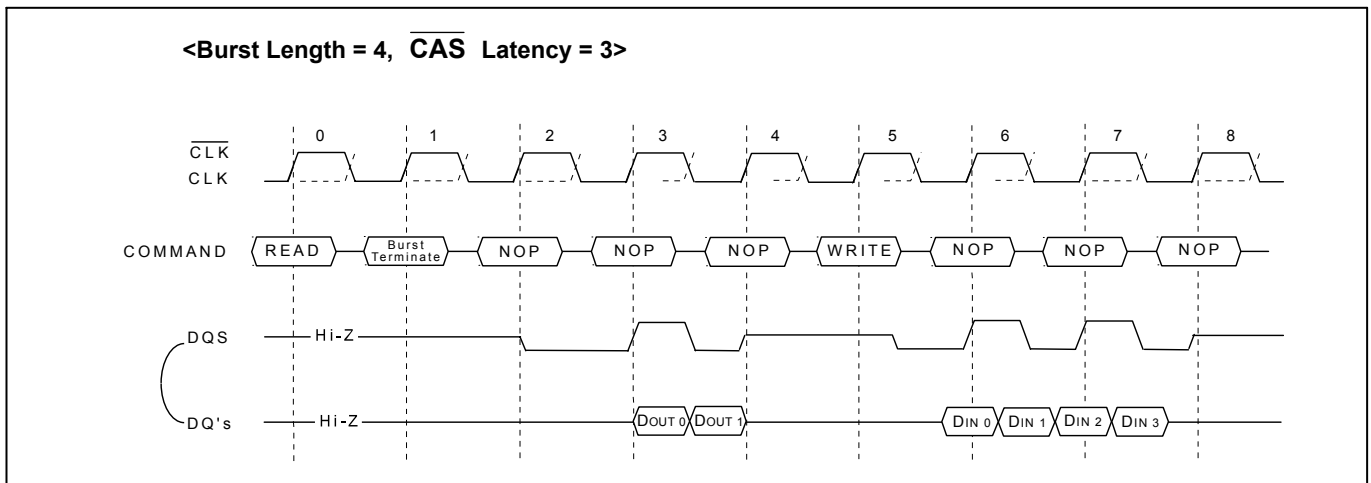 <Burst Length = 4, CAS Latency = 3>
0 1 2 3 4 5 6 7 8
CLK
CLK
COMMAND READ Burst Terminate NOP NOP NOP WRITE NOP NOP NOP
DQS Hi-Z
DQ's Hi-Z DOUT 0 DOUT 1 DIN 0 DIN 1 DIN 2 DIN 3